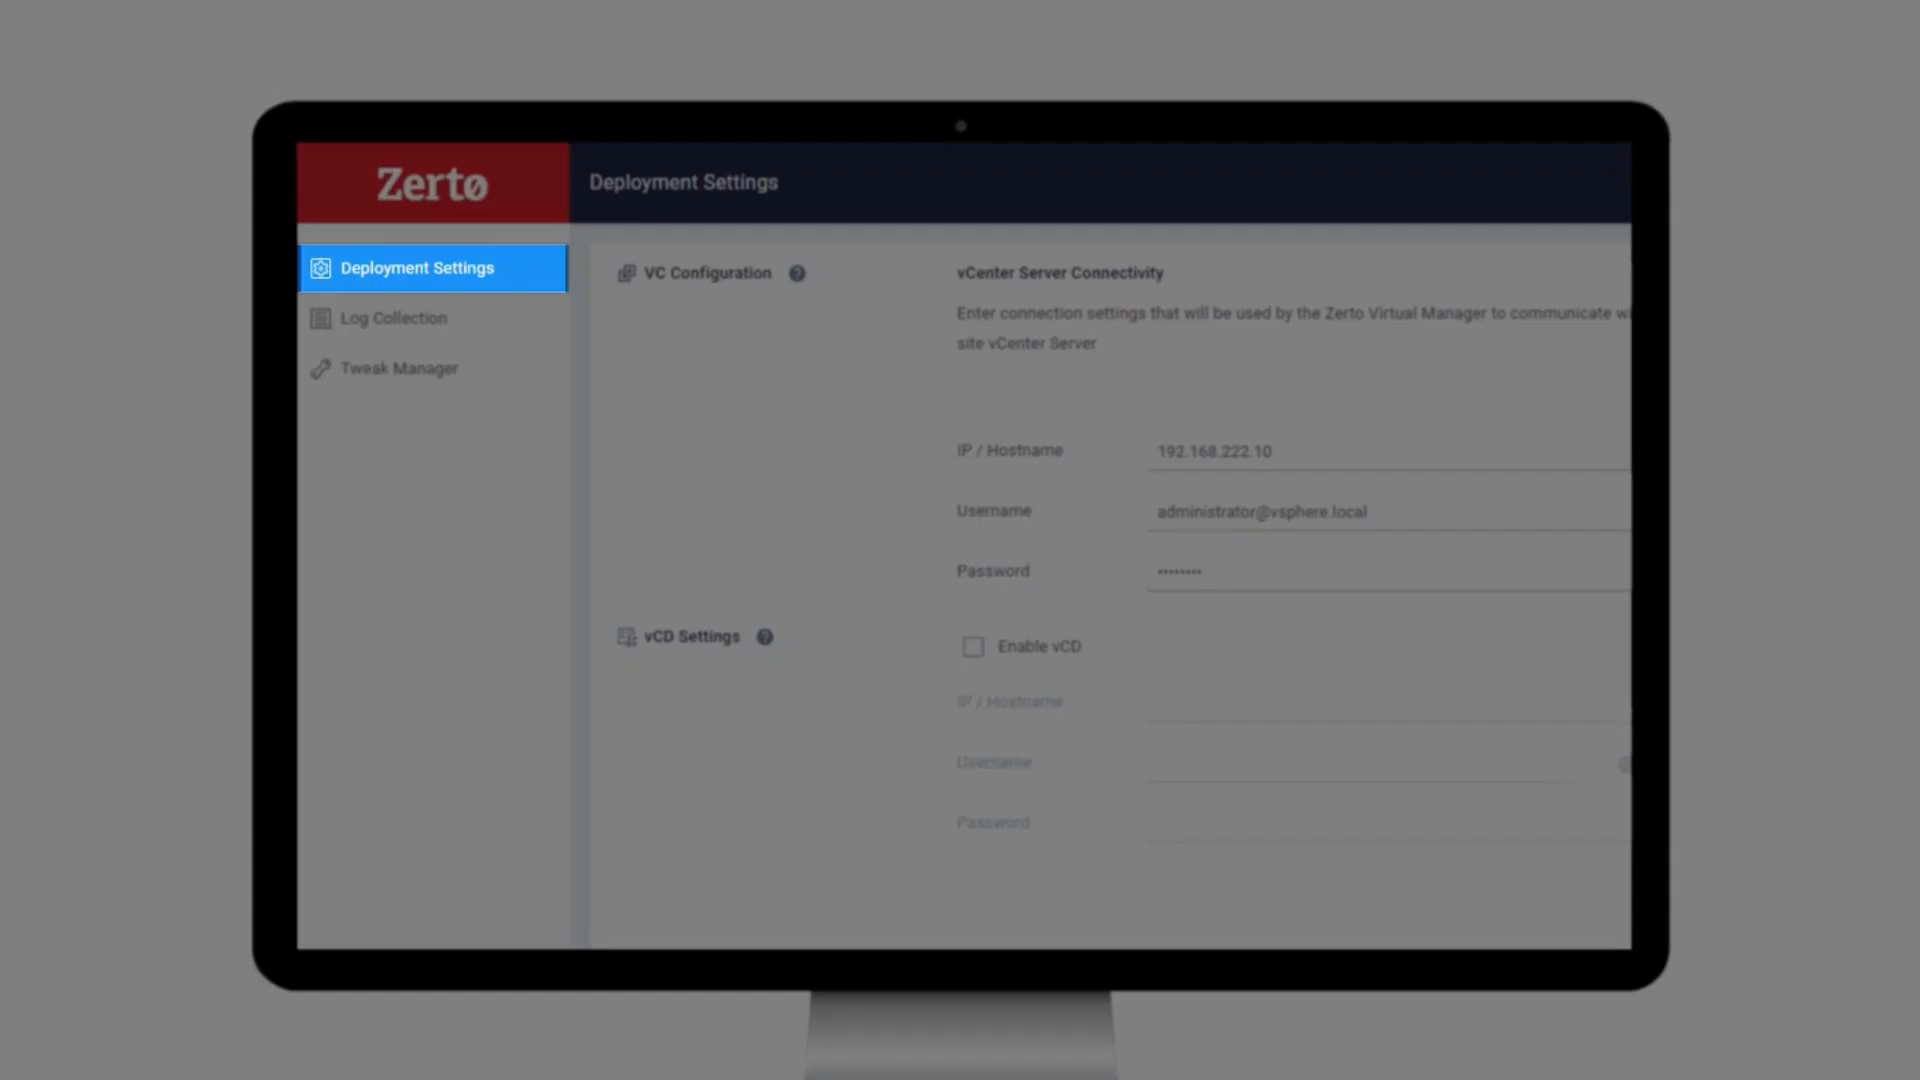 Zertø
Deployment Settings
Deployment Settings
Log Collection
Tweak Manager
VC Configuration
vCenter Server Connectivity
Enter connection settings that will be used by the Zerto Virtual Manager to communicate
site vCenter Server
IP / Hostname
192.168.222.10
Username
administrator@vsphere.local
Password
••••••••
vCD Settings
Enable vCD
IP / Hostname
Username
Password